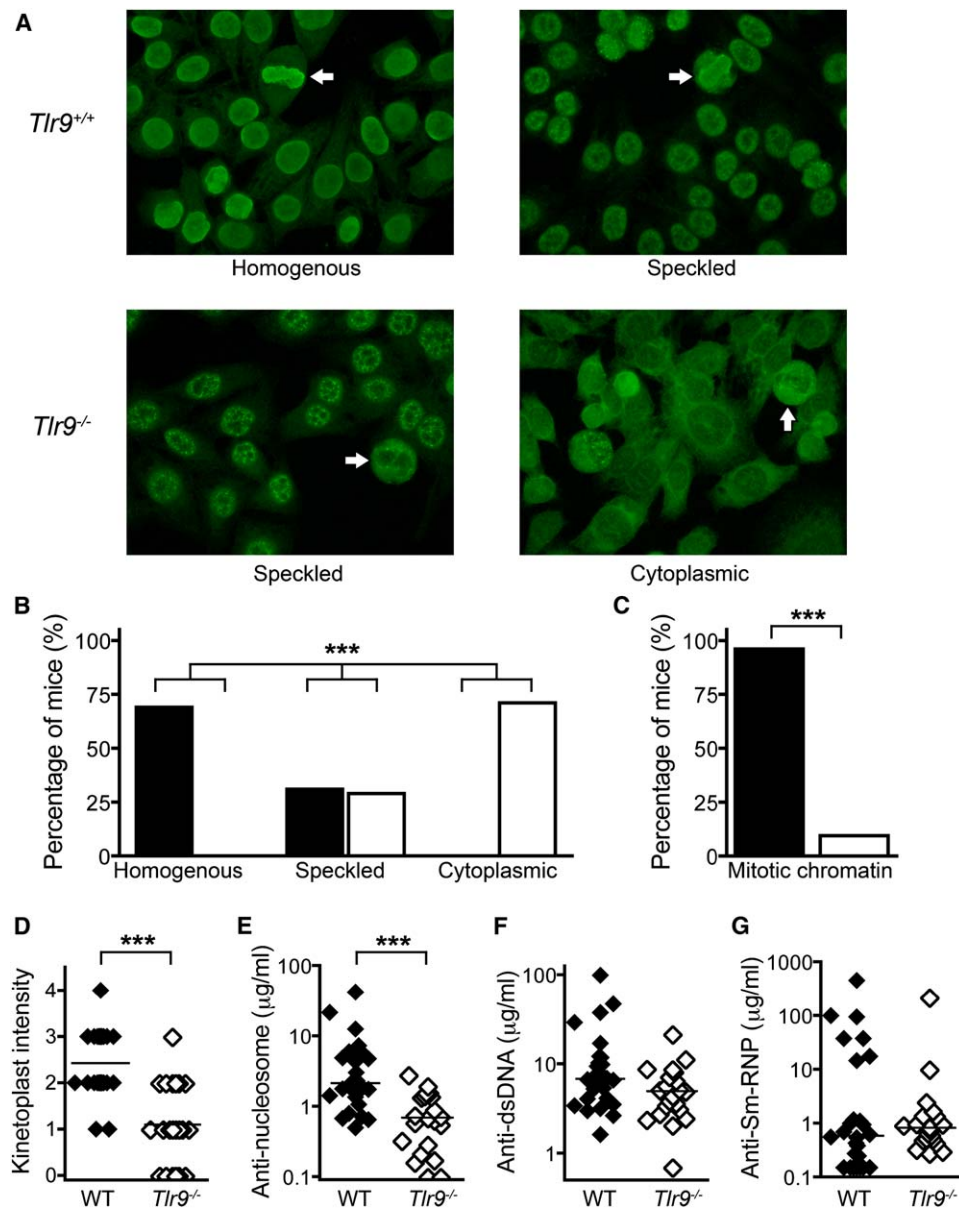 A
Tlr9+/+
Homogenous
Speckled
Tlr9-/-
Speckled
Cytoplasmic
B
Percentage of mice (%)
100
75
50
25
0
***
Homogenous
Speckled
Cytoplasmic
C
Percentage of mice (%)
100
75
50
25
0
***
Mitotic chromatin
D
Kinetoplast intensity
4
3
2
1
0
***
WT
Tlr9-/-
E
Anti-nucleosome (µg/ml)
100
10
1
0.1
***
WT
Tlr9-/-
F
Anti-dsDNA (µg/ml)
100
10
1
WT
Tlr9-/-
G
Anti-Sm-RNP (µg/ml)
1000
100
10
1
0.1
WT
Tlr9-/-